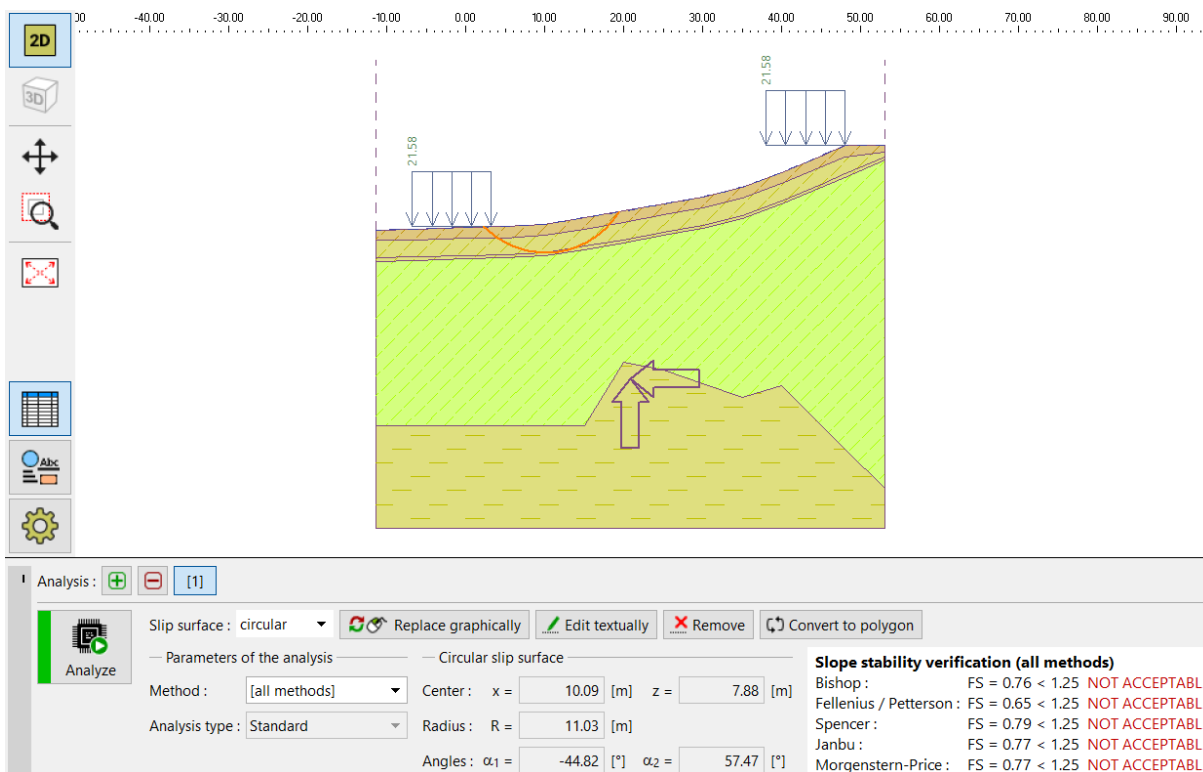 -40.00 -30.00 -20.00 -10.00 0.00 10.00 20.00 30.00 40.00 50.00 60.00 70.00 80.00 90.00
2D
3D
21.58
21.58
Abc
Analysis : [1]
Analyze
Slip surface : circular Replace graphically Edit textually Remove Convert to polygon
Parameters of the analysis
Method : [all methods]
Analysis type : Standard
Circular slip surface
Center : x = 10.09 [m] z = 7.88 [m]
Radius : R = 11.03 [m]
Angles : α1 = -44.82 [°] α2 = 57.47 [°]
Slope stability verification (all methods)
Bishop : FS = 0.76 < 1.25 NOT ACCEPTABL
Fellenius / Petterson : FS = 0.65 < 1.25 NOT ACCEPTABL
Spencer : FS = 0.79 < 1.25 NOT ACCEPTABL
Janbu : FS = 0.77 < 1.25 NOT ACCEPTABL
Morgenstern-Price : FS = 0.77 < 1.25 NOT ACCEPTABL